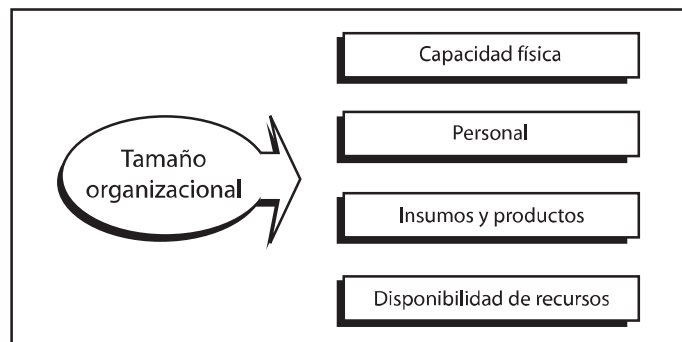 Capacidad física
Tamaño
organizacional
Personal
Insumos y productos
Disponibilidad de recursos